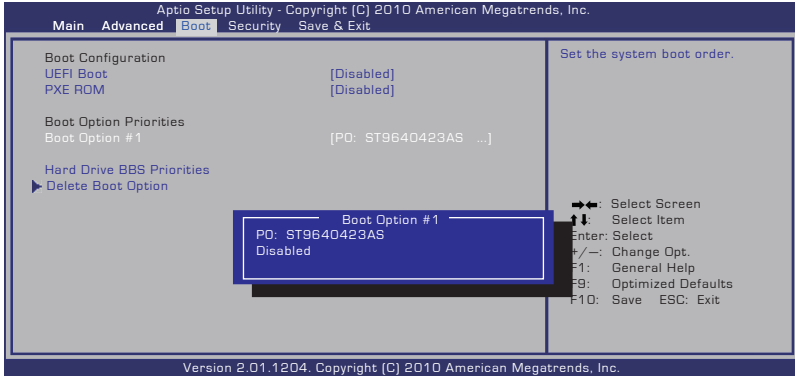 Aptio Setup Utility - Copyright (C) 2010 American Megatrends, Inc.
Main Advanced Boot Security Save & Exit
Boot Configuration
UEFI Boot [Disabled]
PXE ROM [Disabled]
Boot Option Priorities
Boot Option #1 [P0: ST9640423AS ...]
Hard Drive BBS Priorities
Delete Boot Option
Boot Option #1
P0: ST9640423AS
Disabled
Set the system boot order.
→←: Select Screen
↑↓: Select Item
Enter: Select
+/—: Change Opt.
F1: General Help
F9: Optimized Defaults
F10: Save ESC: Exit
Version 2.01.1204. Copyright (C) 2010 American Megatrends, Inc.